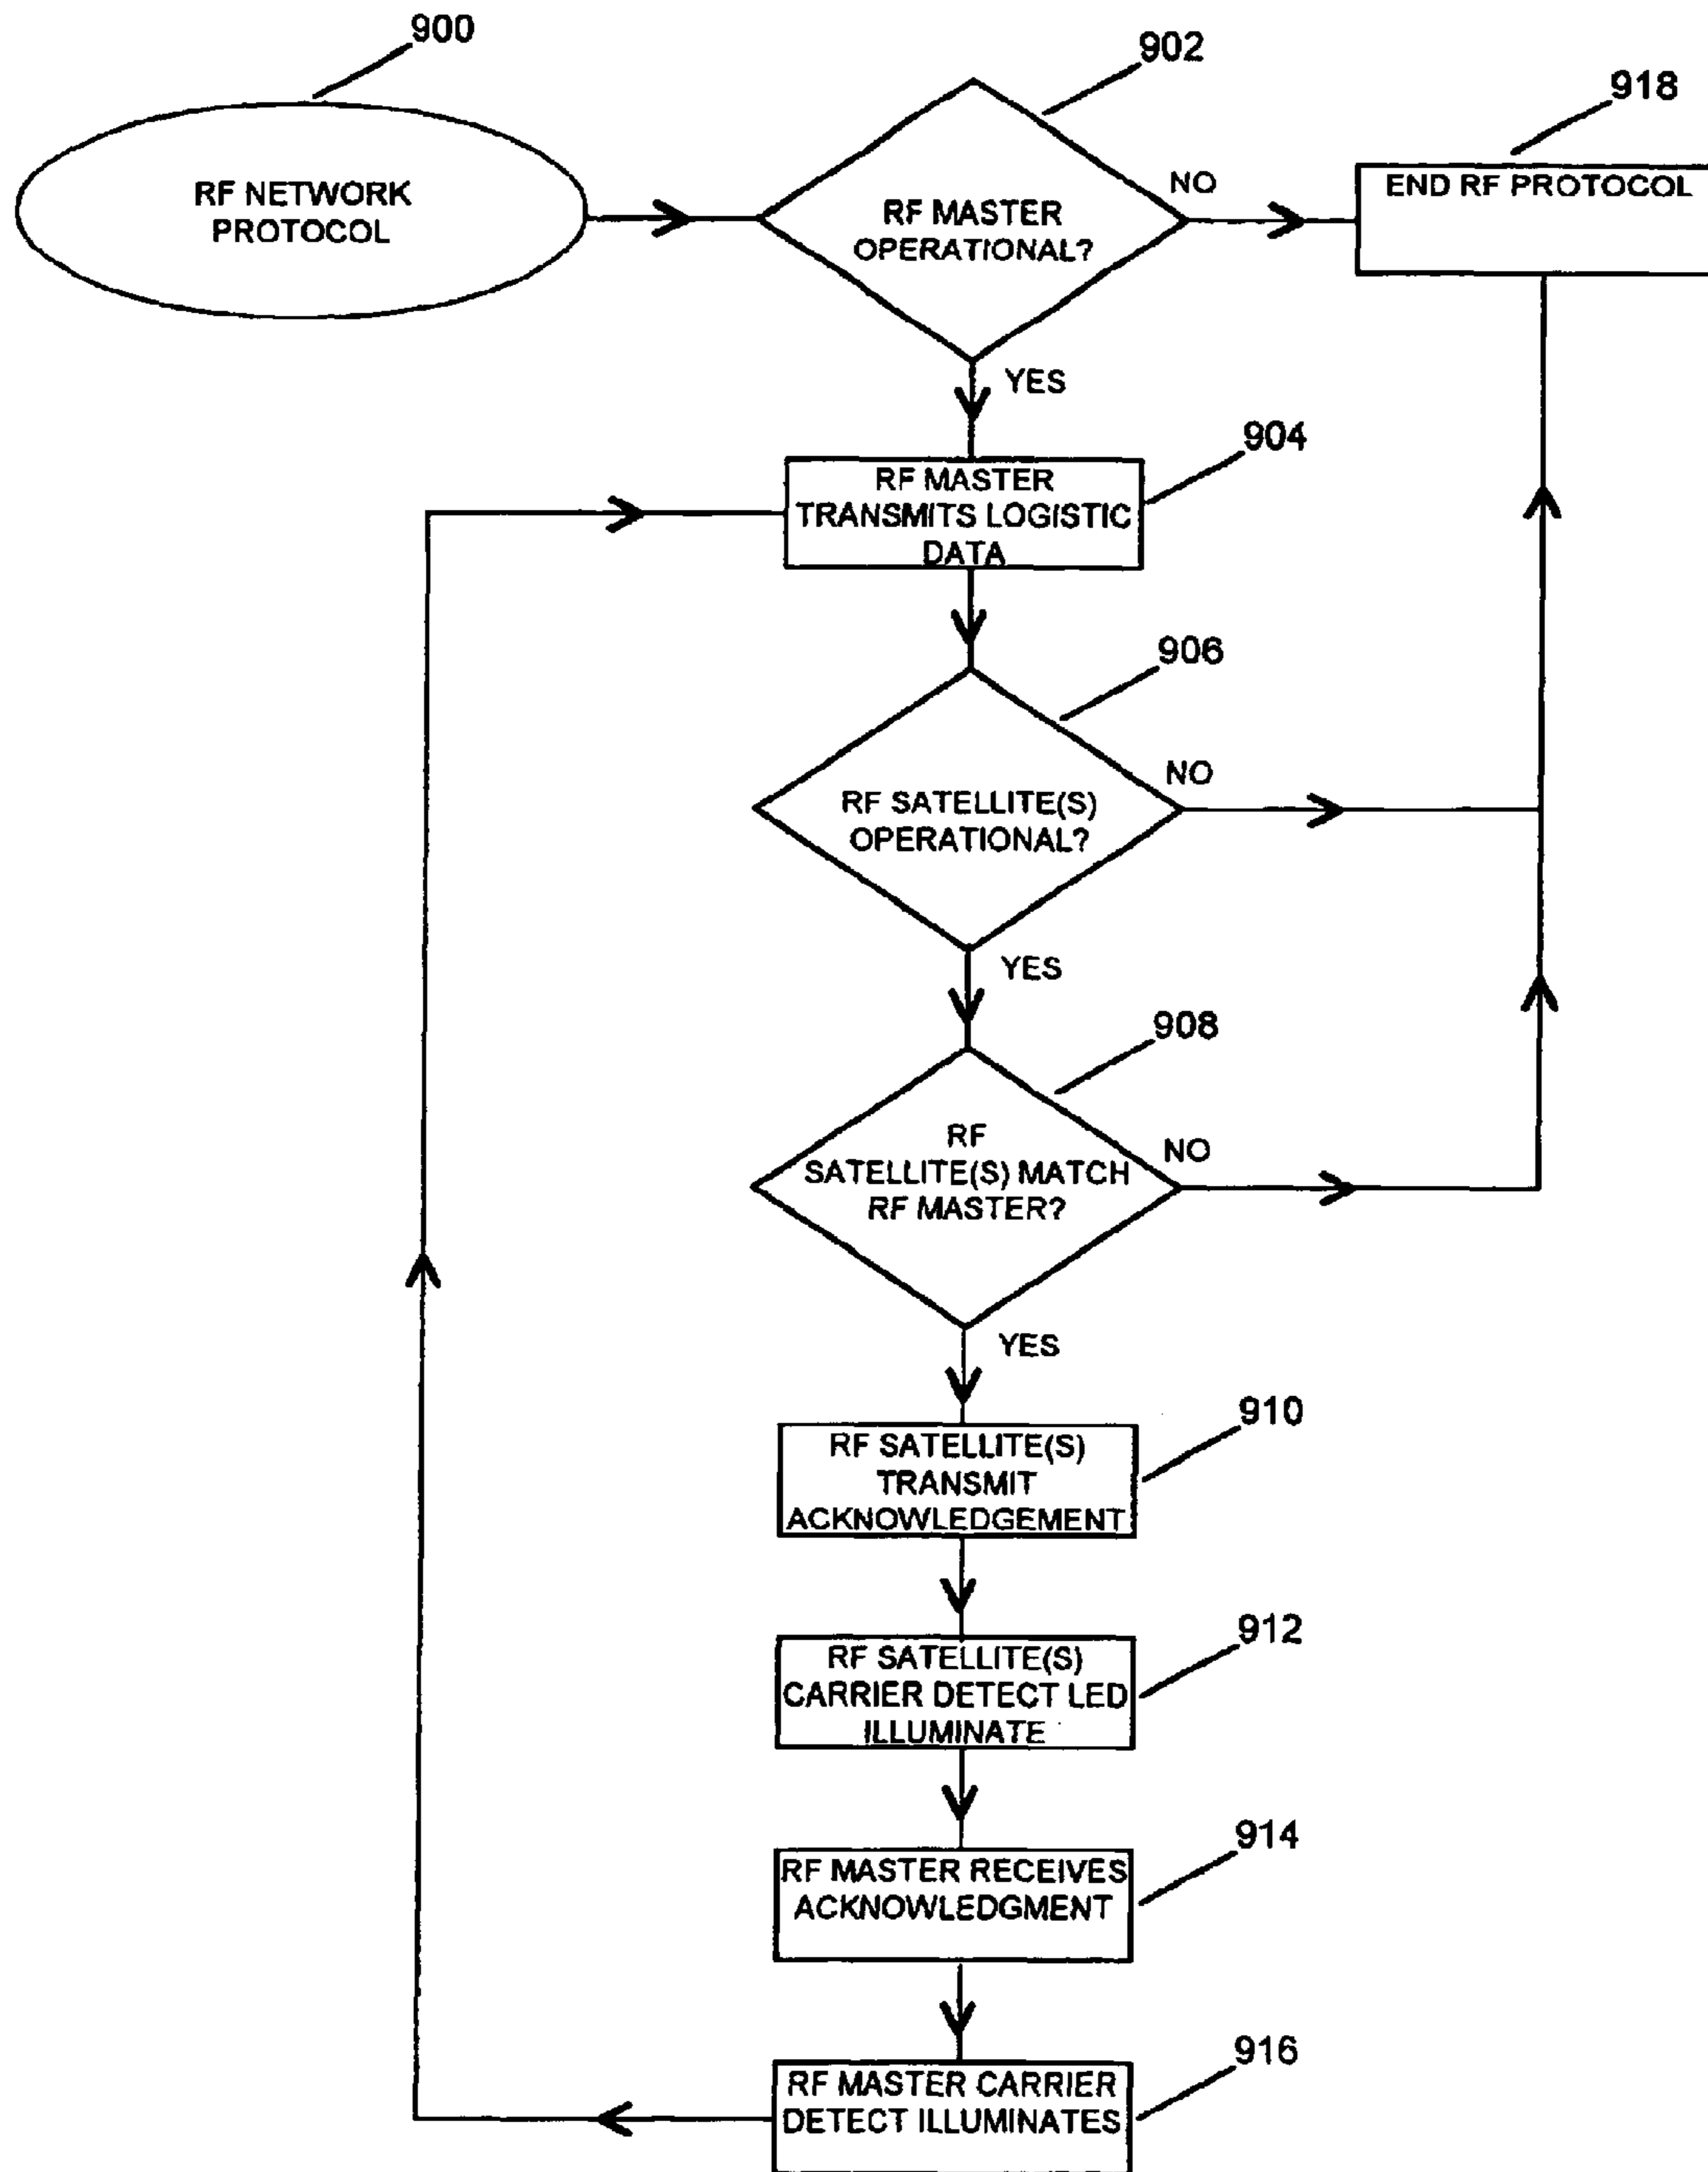 900
RF NETWORK
PROTOCOL
902
RF MASTER
OPERATIONAL?
NO
918
END RF PROTOCOL
YES
904
RF MASTER
TRANSMITS LOGISTIC
DATA
906
RF SATELLITE(S)
OPERATIONAL?
NO
YES
908
RF
SATELLITE(S) MATCH
RF MASTER?
NO
YES
910
RF SATELLITE(S)
TRANSMIT
ACKNOWLEDGEMENT
912
RF SATELLITE(S)
CARRIER DETECT LED
ILLUMINATE
914
RF MASTER RECEIVES
ACKNOWLEDGMENT
916
RF MASTER CARRIER
DETECT ILLUMINATES